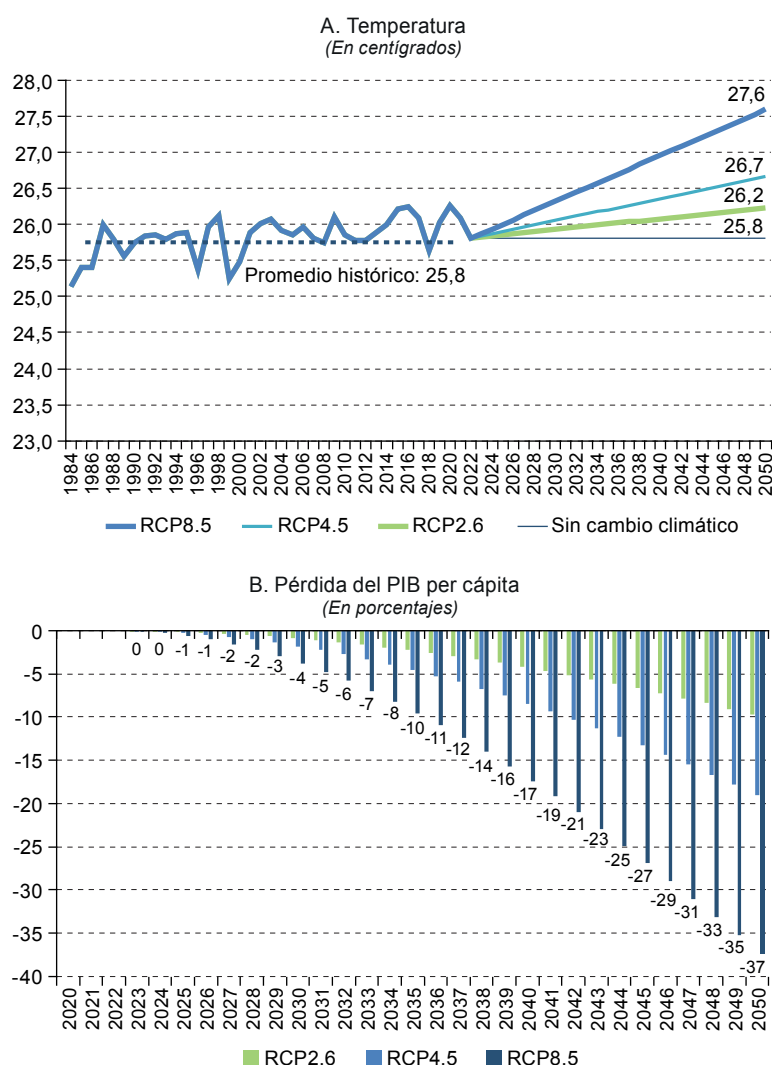 A. Temperatura
(En centígrados)
28,0
27,5
27,0
26,5
26,0
25,5
25,0
24,5
24,0
23,5
23,0
27,6
26,7
26,2
25,8
Promedio histórico: 25,8
1984 1986 1988 1990 1992 1994 1996 1998 2000 2002 2004 2006 2008 2010 2012 2014 2016 2018 2020 2022 2024 2026 2028 2030 2032 2034 2036 2038 2040 2042 2044 2046 2048 2050
RCP8.5 RCP4.5 RCP2.6 Sin cambio climático
B. Pérdida del PIB per cápita
(En porcentajes)
0
-5
-10
-15
-20
-25
-30
-35
-40
0 0 -1 -1 -2 -2 -3 -4 -5 -6 -7 -8 -10 -11 -12 -14 -16 -17 -19 -21 -23 -25 -27 -29 -31 -33 -35 -37
2020 2021 2022 2023 2024 2025 2026 2027 2028 2029 2030 2031 2032 2033 2034 2035 2036 2037 2038 2039 2040 2041 2042 2043 2044 2045 2046 2047 2048 2049 2050
RCP2.6 RCP4.5 RCP8.5